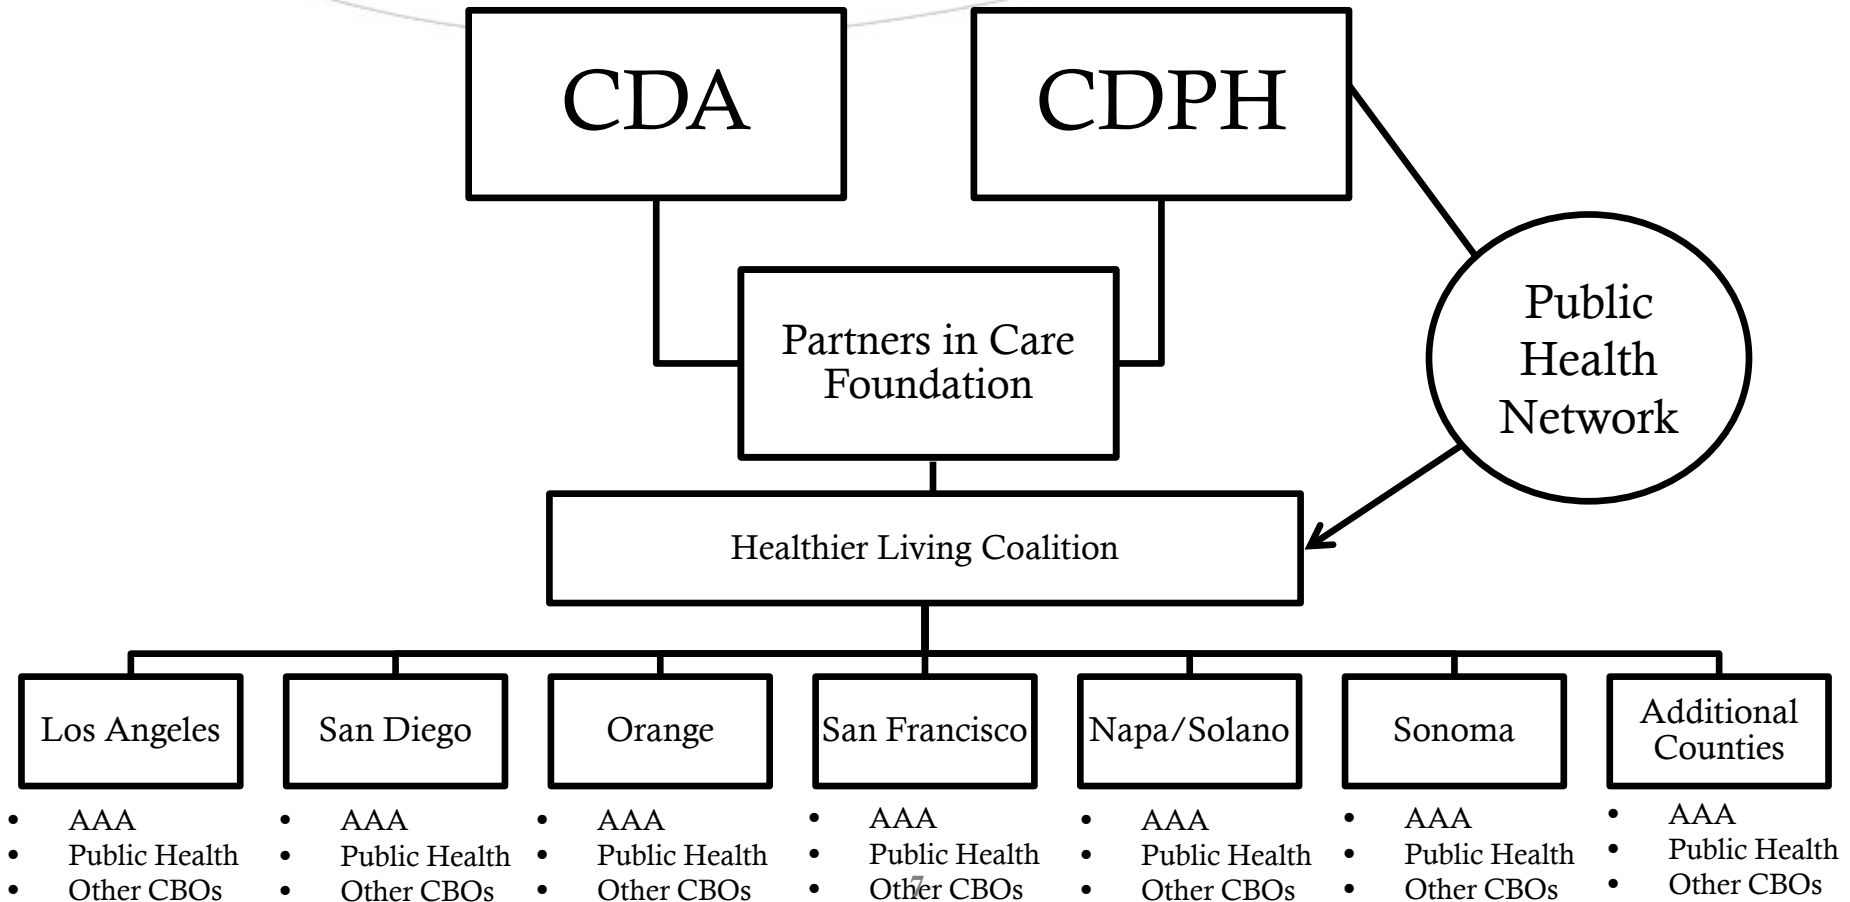 CDA
CDPH
Partners in Care
Foundation
Public
Health
Network
Healthier Living Coalition
Los Angeles
San Diego
Orange
San Francisco
Napa/Solano
Sonoma
Additional
Counties
• AAA
• Public Health
• Other CBOs
• AAA
• Public Health
• Other CBOs
• AAA
• Public Health
• Other CBOs
• AAA
• Public Health
• Other CBOs
• AAA
• Public Health
• Other CBOs
• AAA
• Public Health
• Other CBOs
• AAA
• Public Health
• Other CBOs
7